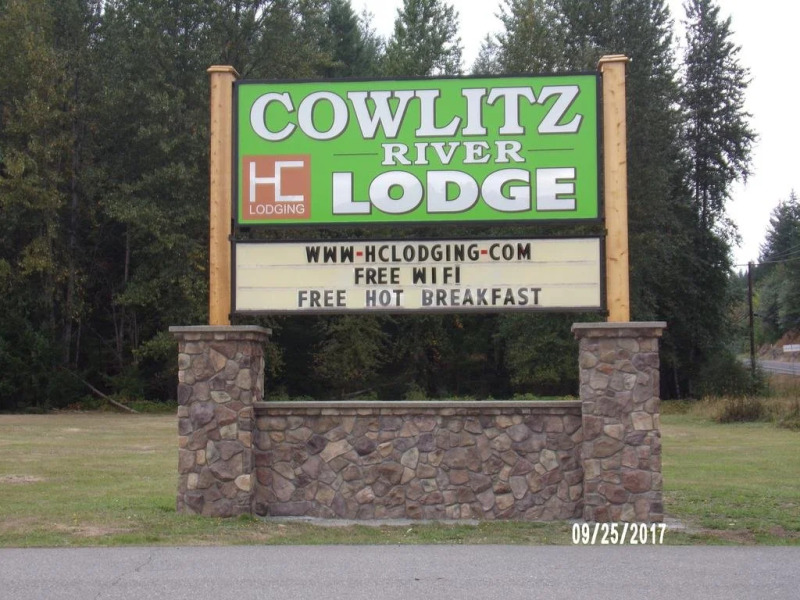 COWLITZ
RIVER
LODGE
HC
LODGING
WWW-HCLODGING-COM
FREE WIFI
FREE HOT BREAKFAST
09/25/2017